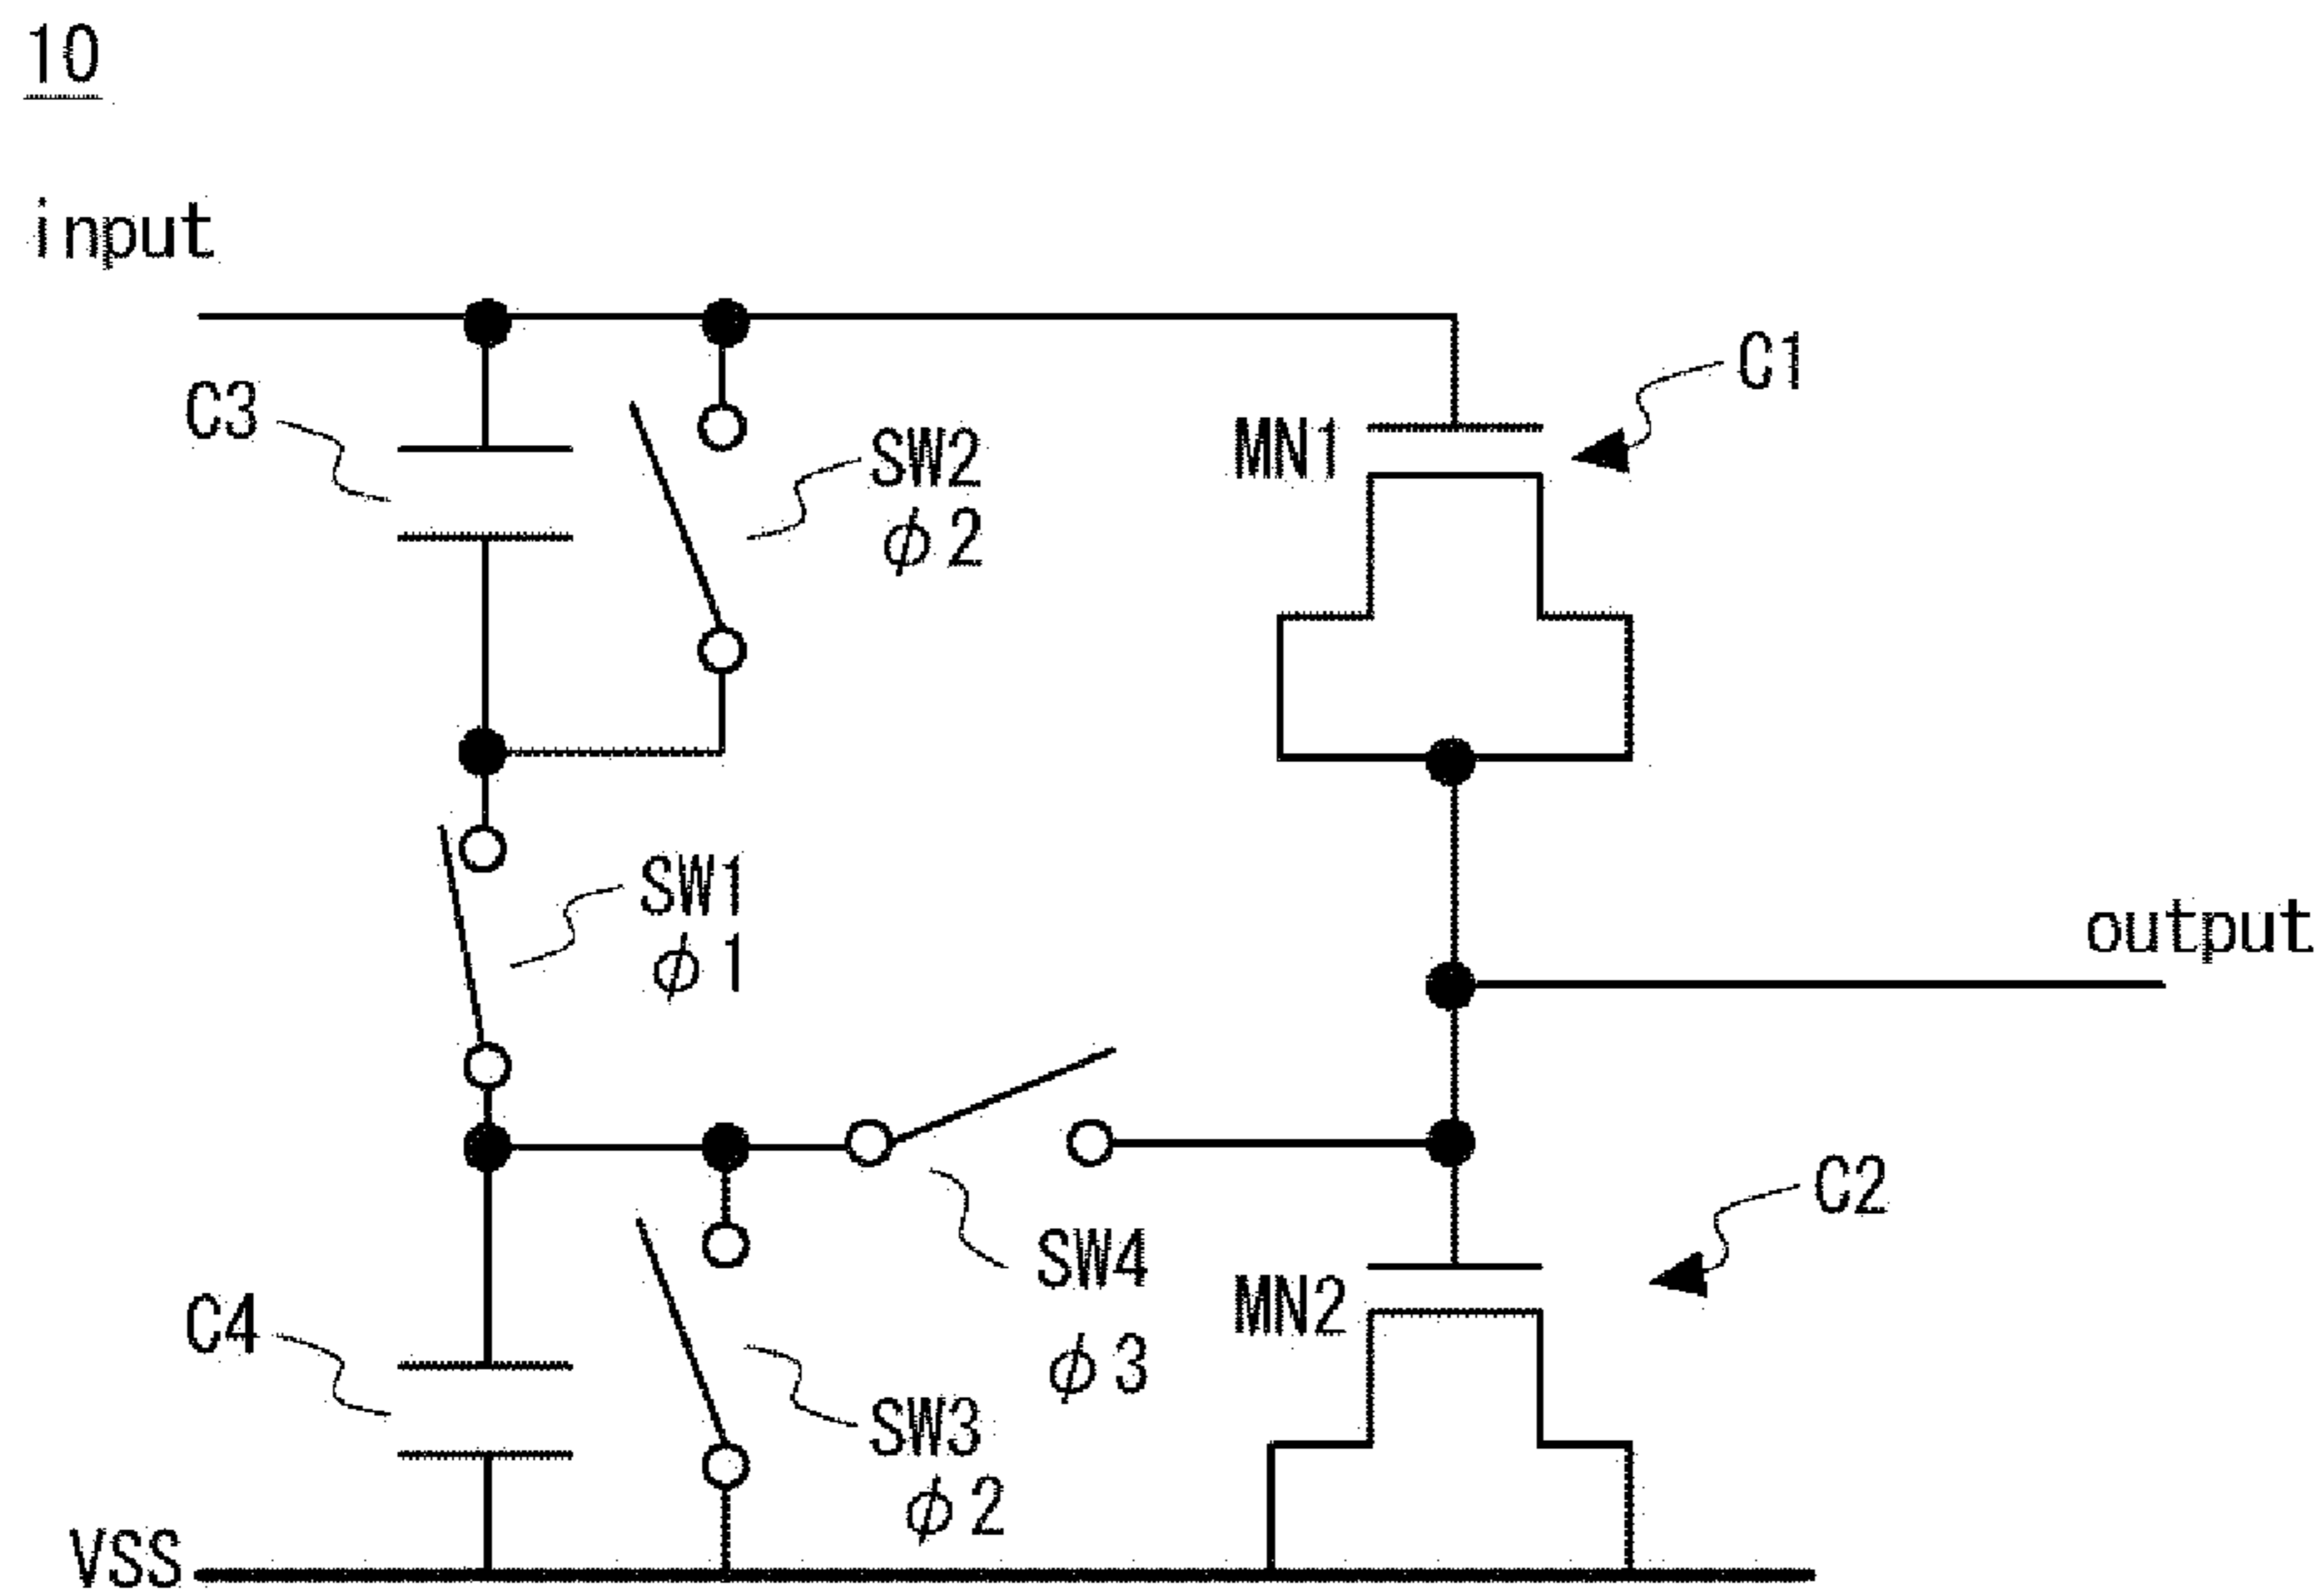 10
input
C3
SW2
φ2
MN1
C1
SW1
φ1
output
C4
SW4
φ3
MN2
C2
SW3
φ2
VSS